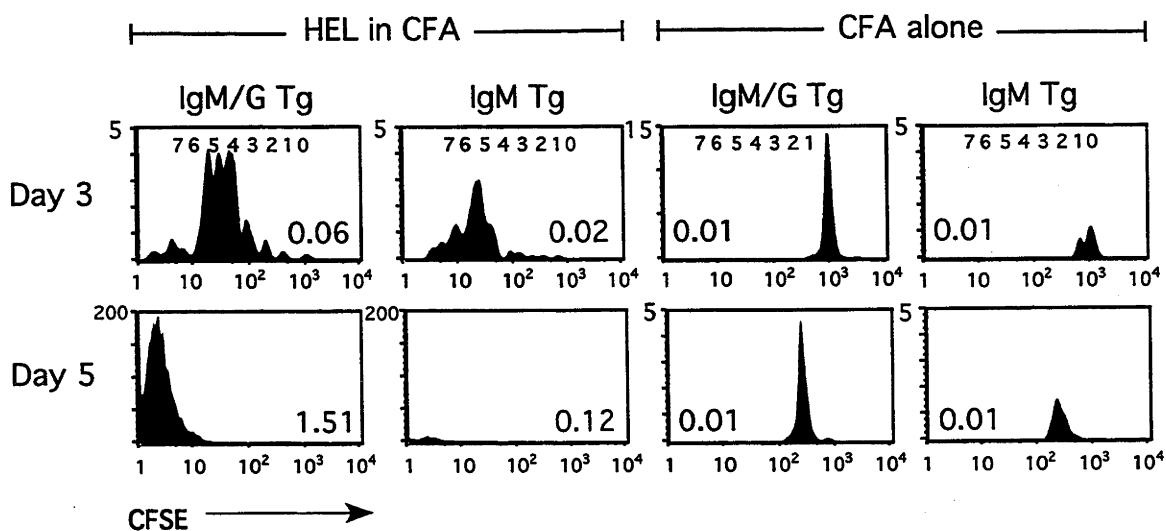 HEL in CFA CFA alone
IgM/G Tg IgM Tg IgM/G Tg IgM Tg
Day 3
5 7 6 5 4 3 2 1 0 0.06
5 7 6 5 4 3 2 1 0 0.02
15 7 6 5 4 3 2 1 0.01
5 7 6 5 4 3 2 1 0 0.01
1 10 10² 10³ 10⁴ 1 10 10² 10³ 10⁴ 1 10 10² 10³ 10⁴ 1 10 10² 10³ 10⁴
Day 5
200 1.51
200 0.12
5 0.01
5 0.01
1 10 10² 10³ 10⁴ 1 10 10² 10³ 10⁴ 1 10 10² 10³ 10⁴ 1 10 10² 10³ 10⁴
CFSE